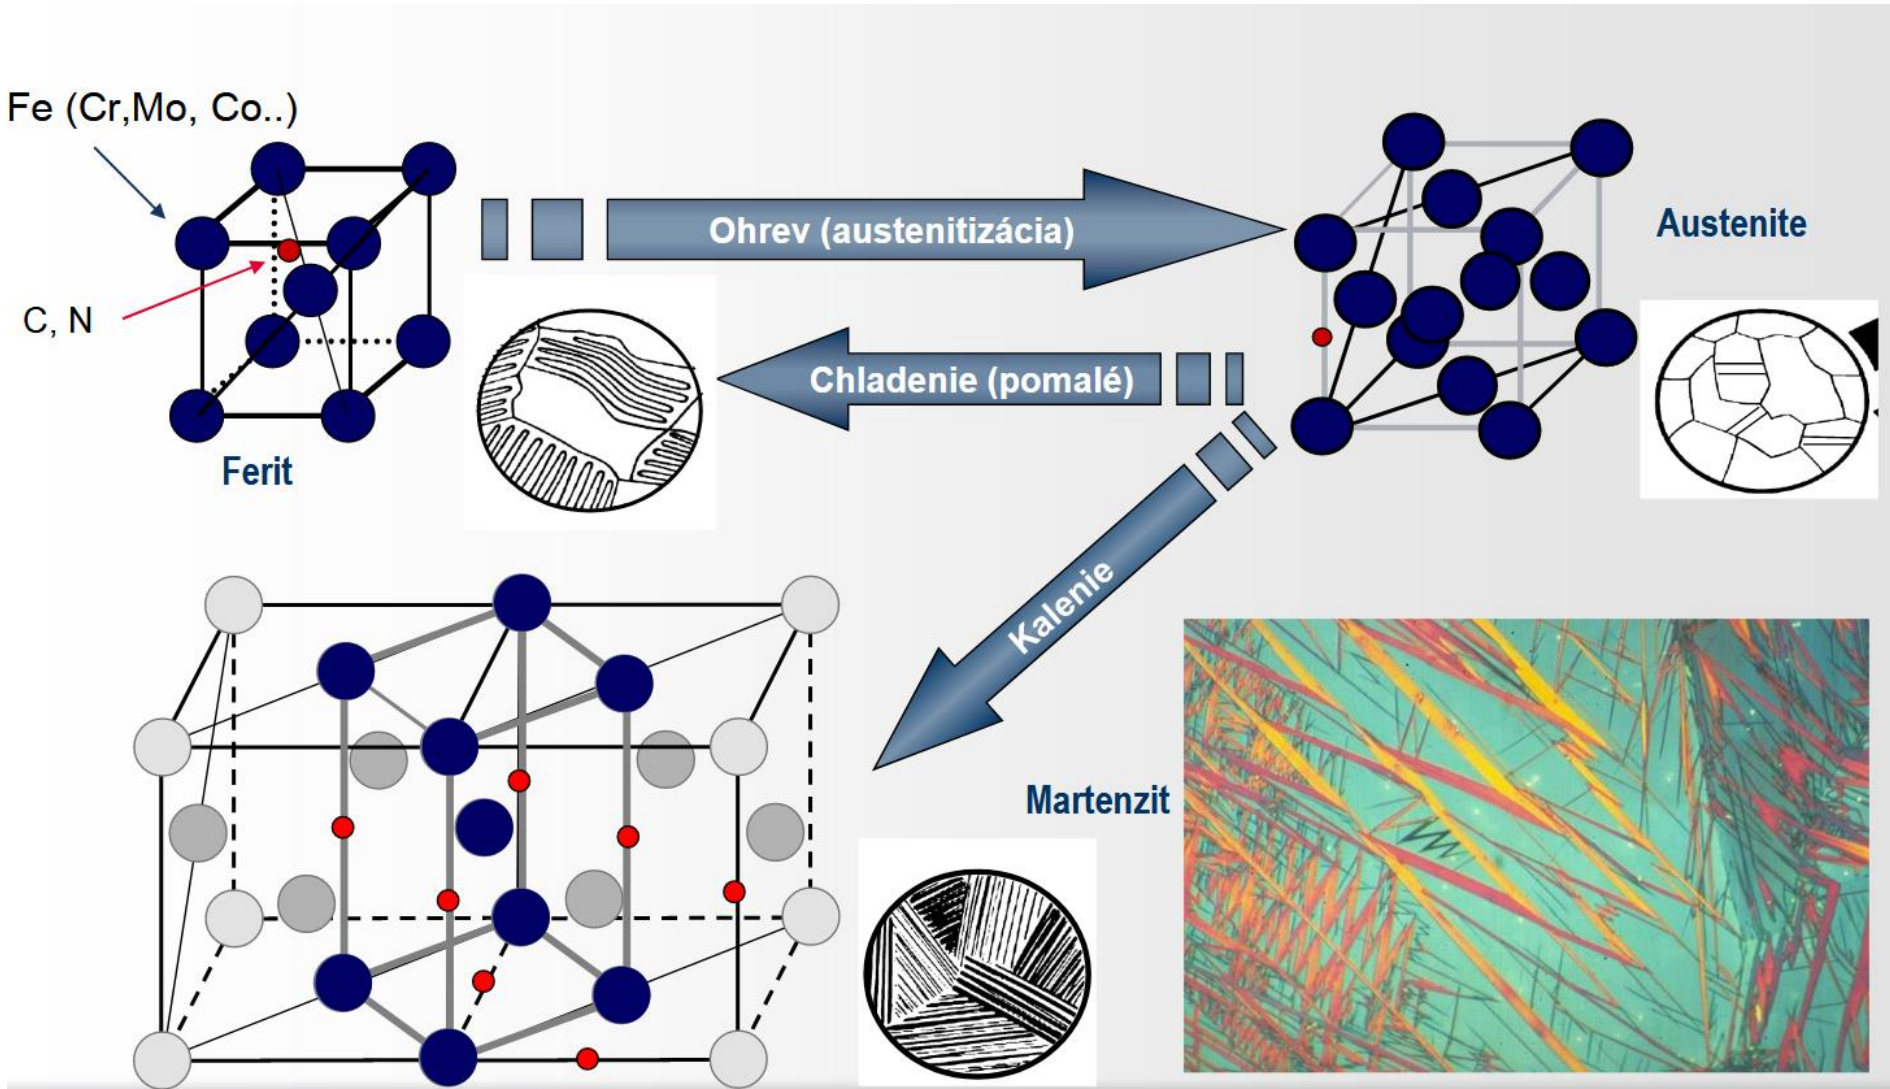 Fe (Cr,Mo, Co..)
Ohrev (austenitizácia)
Austenite
C, N
Chladenie (pomalé)
Ferit
Kalenie
Martenzit